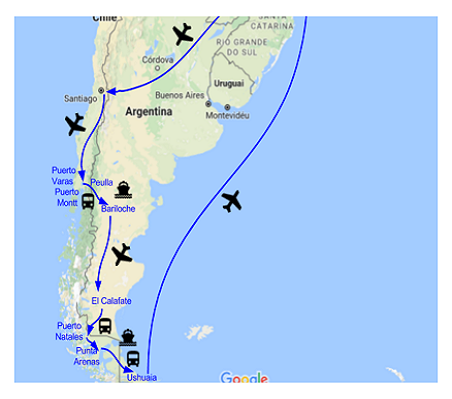 Chile
SANTA
CATARINA
RIO GRANDE
DO SUL
Córdova
Uruguai
Santiago
Buenos Aires
Argentina
Montevidéu
Puerto
Varas
Peulla
Puerto
Montt
Bariloche
El Calafate
Puerto
Natales
Punta
Arenas
Ushuaia
Google